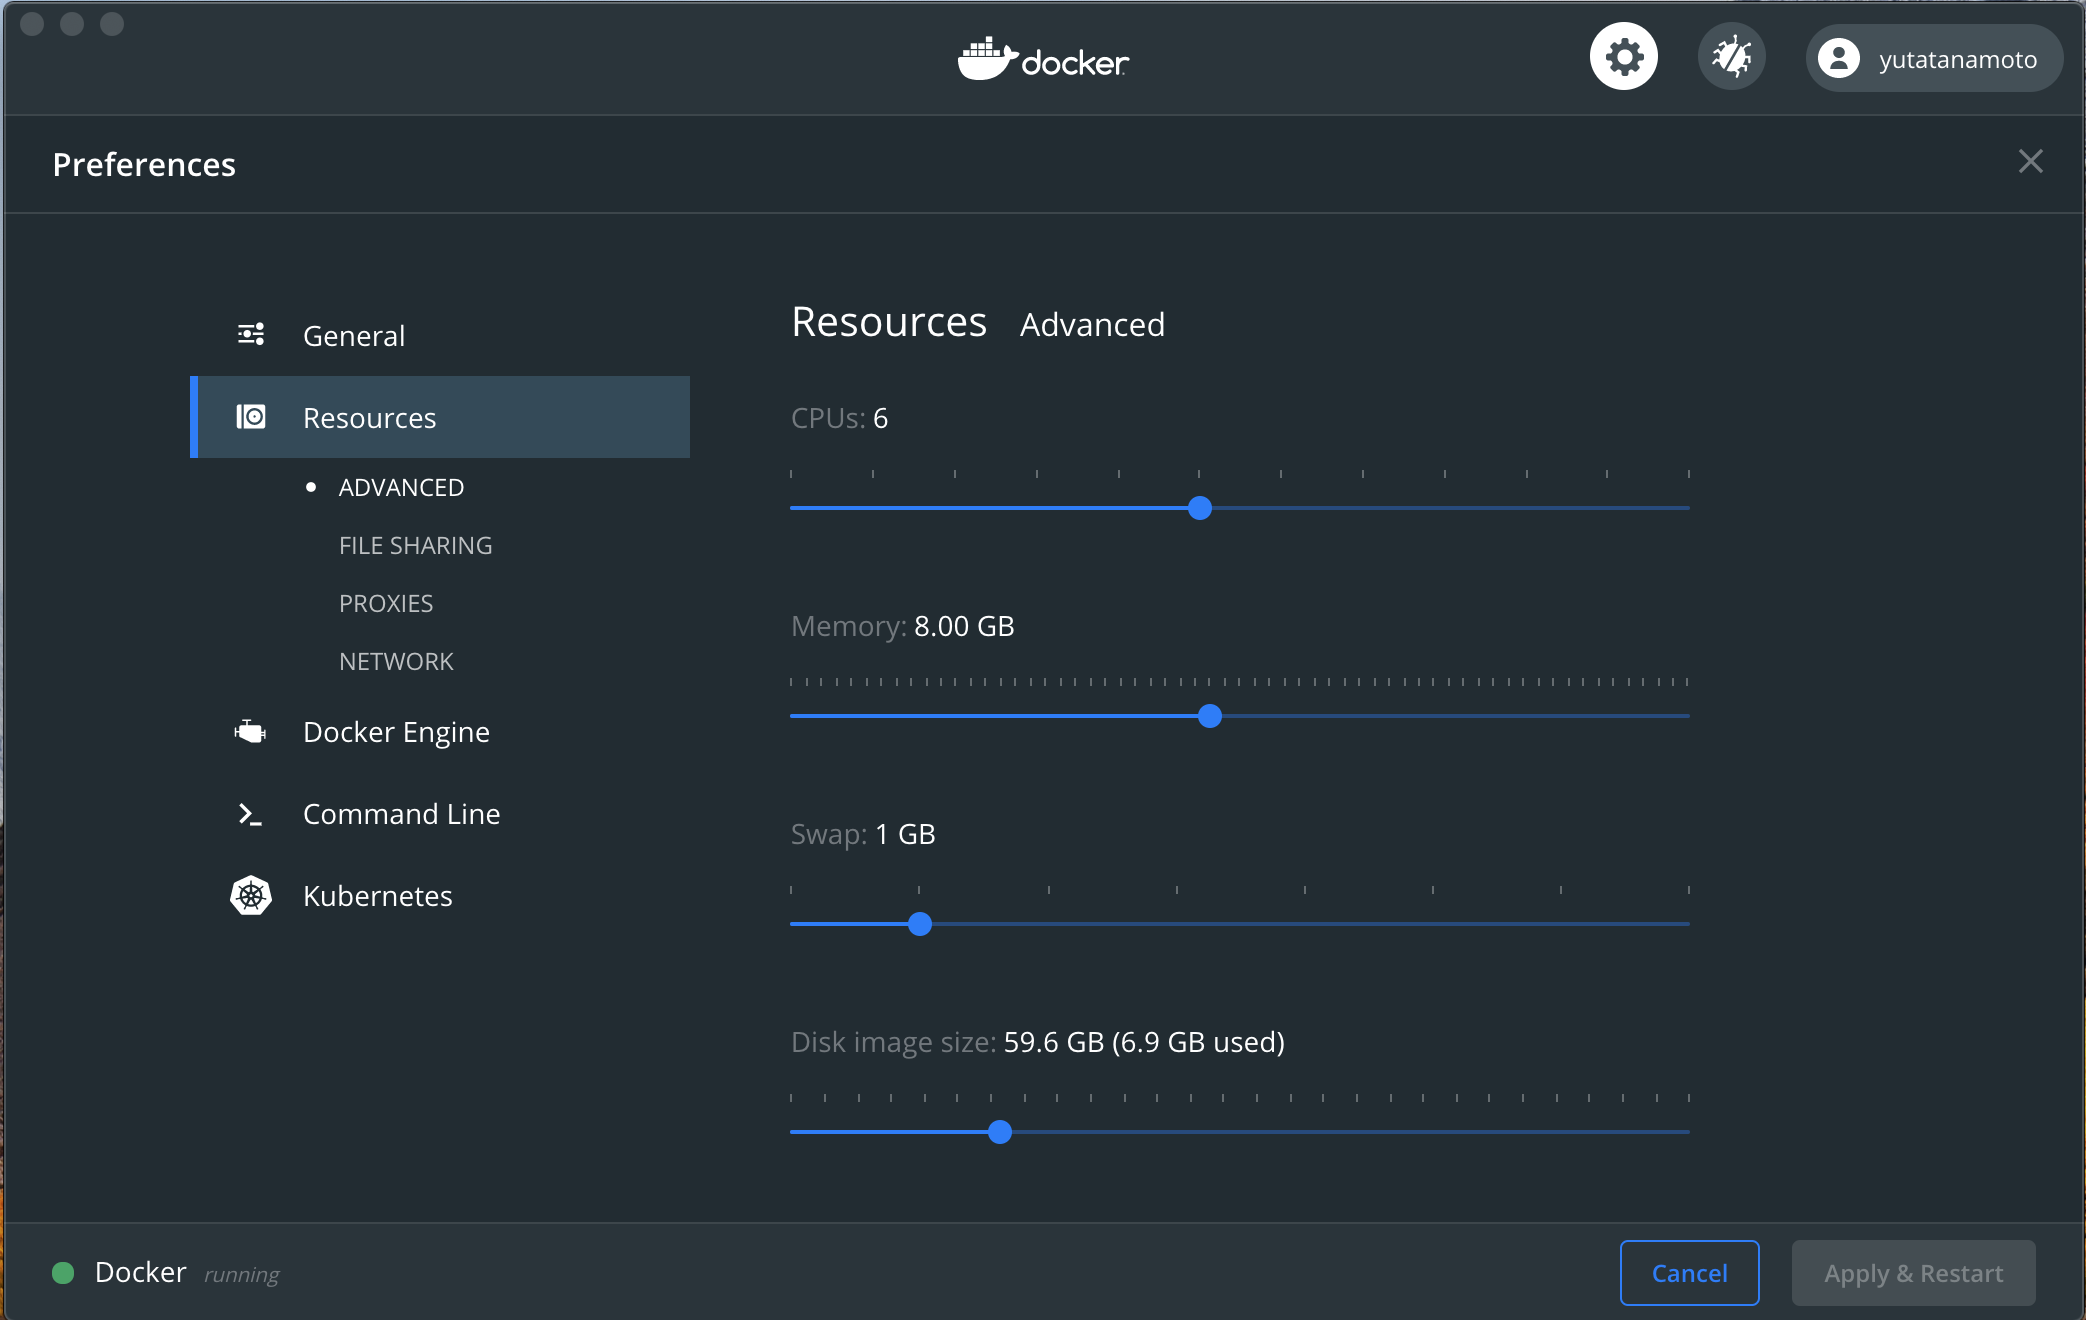 docker
yutatanamoto
Preferences
General
Resources
ADVANCED
FILE SHARING
PROXIES
NETWORK
Docker Engine
Command Line
Kubernetes
Resources Advanced
CPUs: 6
Memory: 8.00 GB
Swap: 1 GB
Disk image size: 59.6 GB (6.9 GB used)
Docker running
Cancel
Apply & Restart